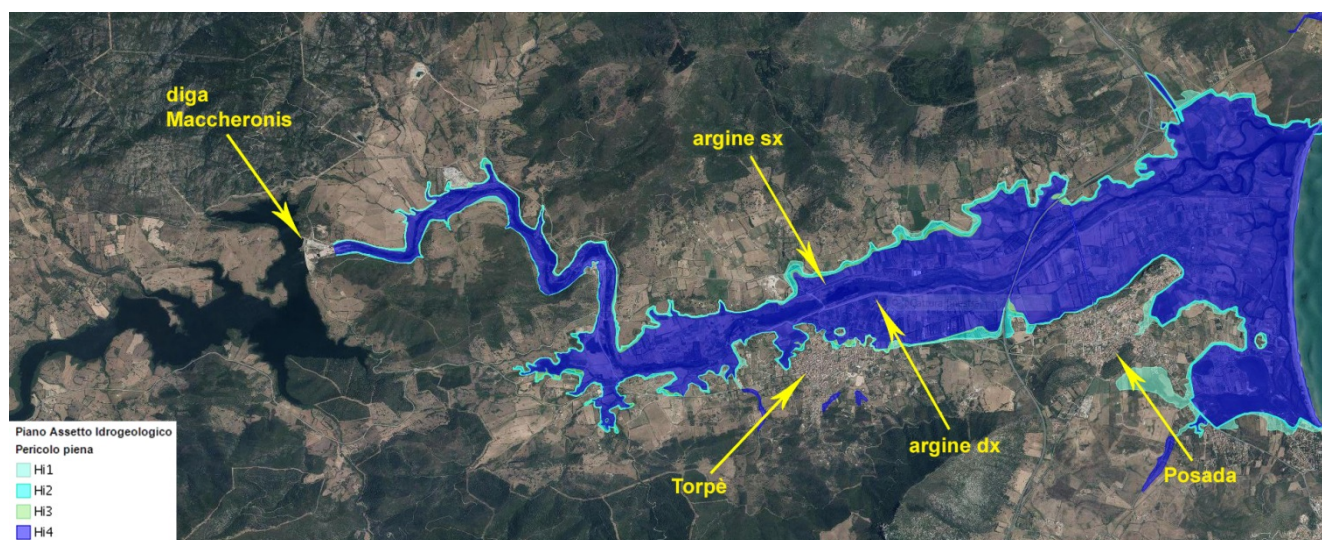 diga
Maccheronis
argine sx
argine dx
Torpè
Posada
Piano Assetto Idrogeologico
Pericolo piena
Hi1
Hi2
Hi3
Hi4